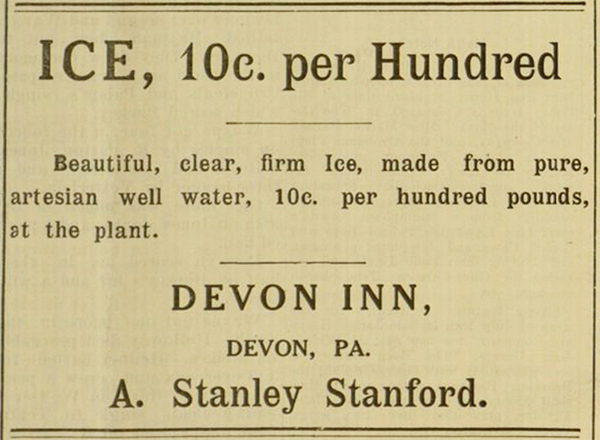 ICE, 10c. per Hundred
Beautiful, clear, firm Ice, made from pure,
artesian well water, 10c. per hundred pounds,
at the plant.
DEVON INN,
DEVON, PA.
A. Stanley Stanford.